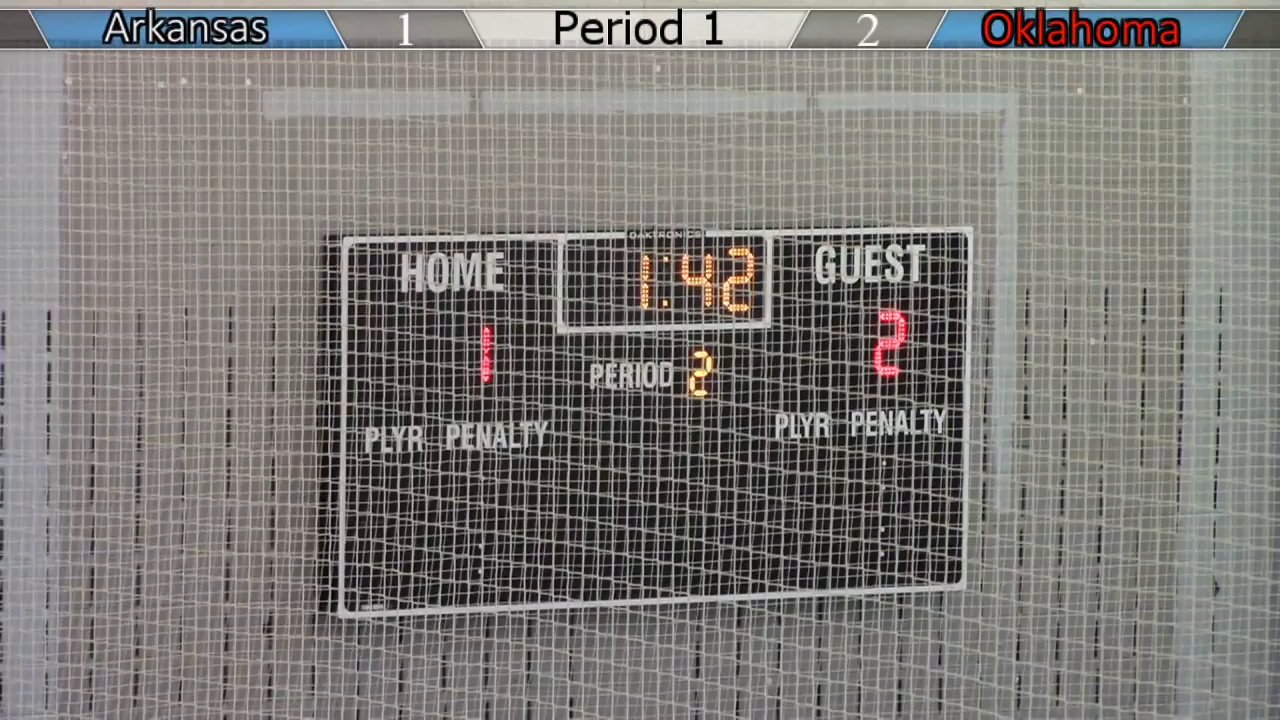 Arkansas 1 Period 1 2 Oklahoma
DAKTRONICS
HOME 1:42 GUEST
1 PERIOD 2 2
PLYR PENALTY PLYR PENALTY